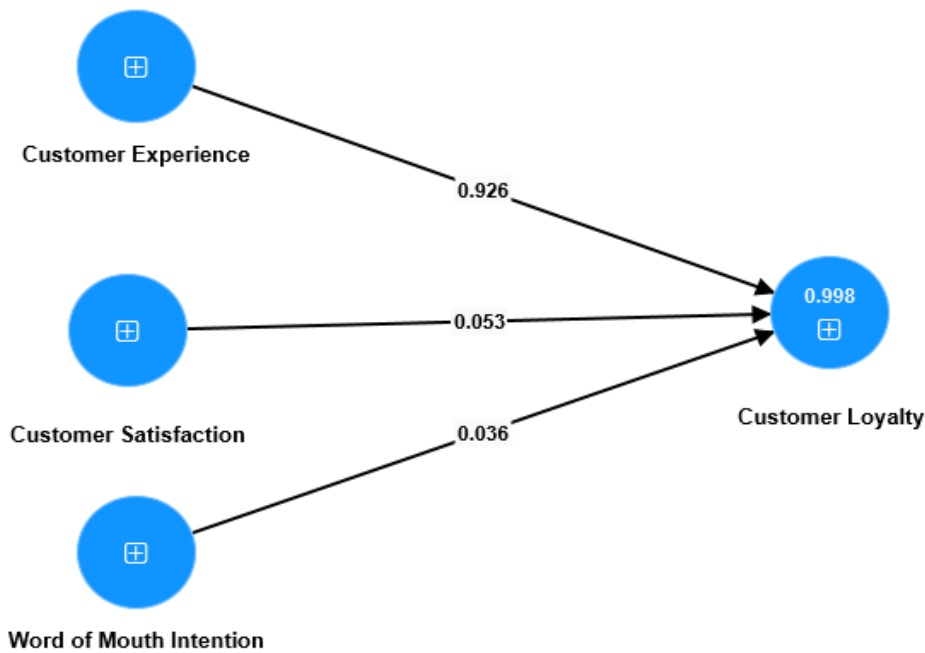 Customer Experience
0.926
0.998
0.053
Customer Loyalty
Customer Satisfaction
0.036
Word of Mouth Intention